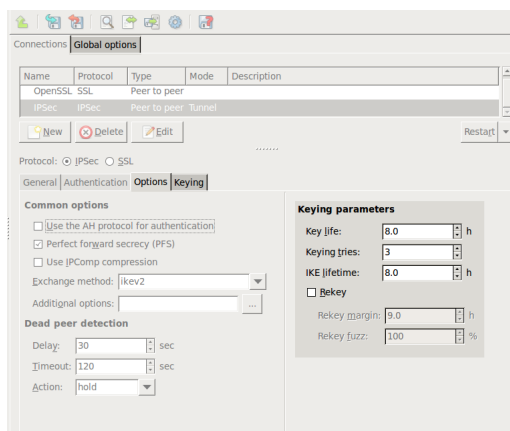 Connections Global options
Name Protocol Type Mode Description
OpenSSL SSL Peer to peer
IPSec IPSec Peer to peer Tunnel
New Delete Edit Restart
Protocol: IPSec SSL
General Authentication Options Keying
Common options
Use the AH protocol for authentication
Perfect forward secrecy (PFS)
Use IPComp compression
Exchange method: ikev2
Additional options: ...
Dead peer detection
Delay: 30 sec
Timeout: 120 sec
Action: hold
Keying parameters
Key life: 8.0 h
Keying tries: 3
IKE lifetime: 8.0 h
Rekey
Rekey margin: 9.0 h
Rekey fuzz: 100 %